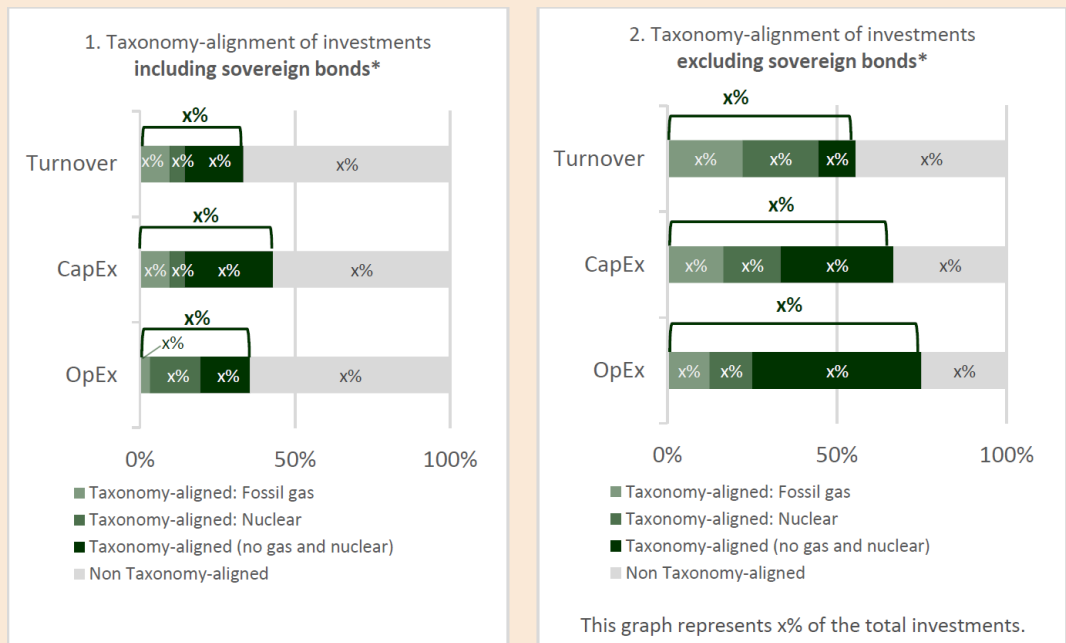 1. Taxonomy-alignment of investments
including sovereign bonds*
x%
Turnover
x% x% x% x%
x%
CapEx
x% x% x% x%
x%
x%
OpEx
x% x% x%
0% 50% 100%
Taxonomy-aligned: Fossil gas
Taxonomy-aligned: Nuclear
Taxonomy-aligned (no gas and nuclear)
Non Taxonomy-aligned
2. Taxonomy-alignment of investments
excluding sovereign bonds*
x%
Turnover
x% x% x% x%
x%
CapEx
x% x% x% x%
x%
OpEx
x% x% x% x%
0% 50% 100%
Taxonomy-aligned: Fossil gas
Taxonomy-aligned: Nuclear
Taxonomy-aligned (no gas and nuclear)
Non Taxonomy-aligned
This graph represents x% of the total investments.